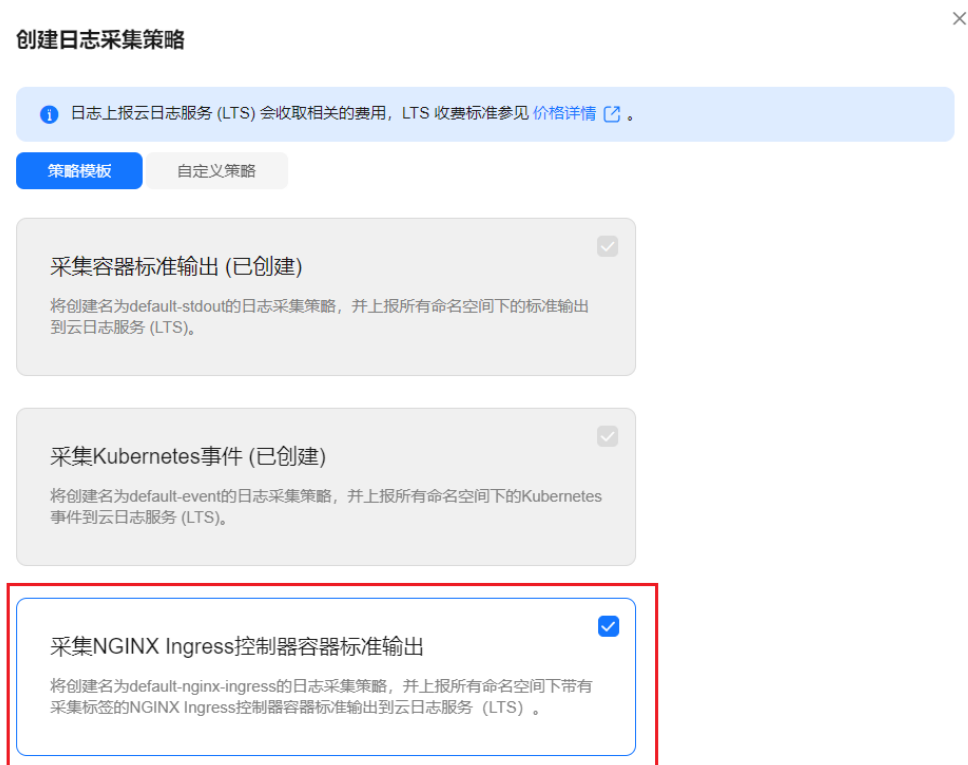 创建日志采集策略
日志上报云日志服务 (LTS) 会收取相关的费用，LTS 收费标准参见 价格详情 。
策略模板
自定义策略
采集容器标准输出 (已创建)
将创建名为default-stdout的日志采集策略，并上报所有命名空间下的标准输出
到云日志服务 (LTS)。
采集Kubernetes事件 (已创建)
将创建名为default-event的日志采集策略，并上报所有命名空间下的Kubernetes
事件到云日志服务 (LTS)。
采集NGINX Ingress控制器容器标准输出
将创建名为default-nginx-ingress的日志采集策略，并上报所有命名空间下带有
采集标签的NGINX Ingress控制器容器标准输出到云日志服务（LTS）。